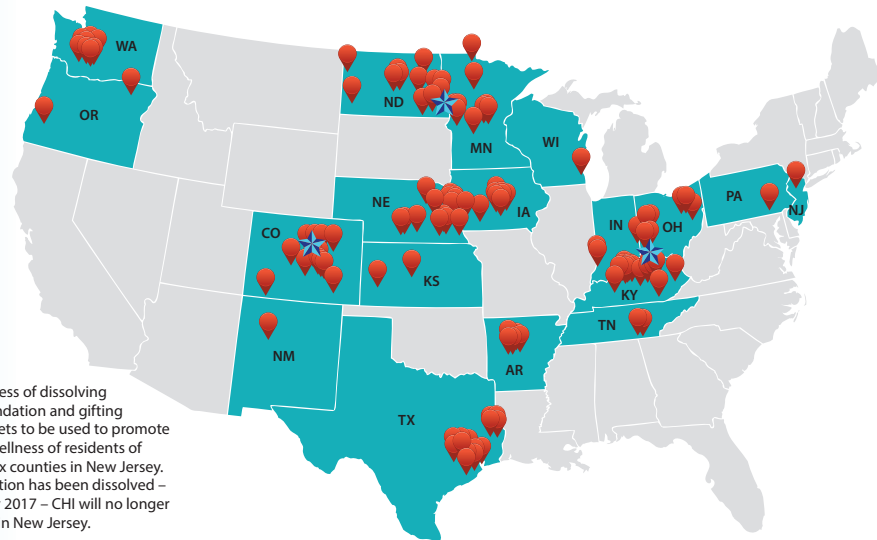 WA
OR
ND
MN
WI
NE
IA
CO
KS
NM
TX
AR
IN
OH
KY
TN
PA
NJ
ess of dissolving
ndation and gifting
ets to be used to promote
ellness of residents of
x counties in New Jersey.
tion has been dissolved –
2017 – CHI will no longer
n New Jersey.